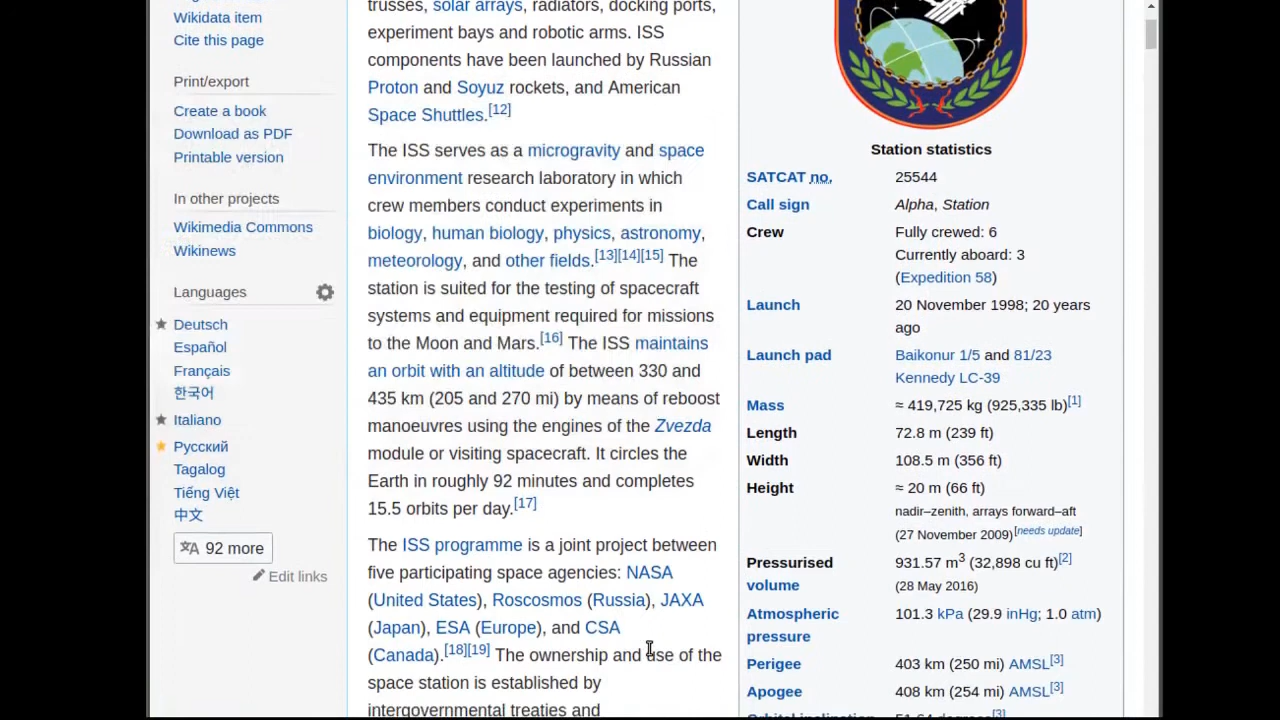 Wikidata item
Cite this page
Print/export
Create a book
Download as PDF
Printable version
In other projects
Wikimedia Commons
Wikinews
Languages
Deutsch
Español
Français
한국어
Italiano
Русский
Tagalog
Tiếng Việt
中文
92 more
Edit links
trusses, solar arrays, radiators, docking ports,
experiment bays and robotic arms. ISS
components have been launched by Russian
Proton and Soyuz rockets, and American
Space Shuttles.[12]
The ISS serves as a microgravity and space
environment research laboratory in which
crew members conduct experiments in
biology, human biology, physics, astronomy,
meteorology, and other fields.[13][14][15] The
station is suited for the testing of spacecraft
systems and equipment required for missions
to the Moon and Mars.[16] The ISS maintains
an orbit with an altitude of between 330 and
435 km (205 and 270 mi) by means of reboost
manoeuvres using the engines of the Zvezda
module or visiting spacecraft. It circles the
Earth in roughly 92 minutes and completes
15.5 orbits per day.[17]
The ISS programme is a joint project between
five participating space agencies: NASA
(United States), Roscosmos (Russia), JAXA
(Japan), ESA (Europe), and CSA
(Canada).[18][19] The ownership and use of the
space station is established by
intergovernmental treaties and
Station statistics
SATCAT no. 25544
Call sign Alpha, Station
Crew Fully crewed: 6
Currently aboard: 3
(Expedition 58)
Launch 20 November 1998; 20 years
ago
Launch pad Baikonur 1/5 and 81/23
Kennedy LC-39
Mass ≈ 419,725 kg (925,335 lb)[1]
Length 72.8 m (239 ft)
Width 108.5 m (356 ft)
Height ≈ 20 m (66 ft)
nadir–zenith, arrays forward–aft
(27 November 2009)[needs update]
Pressurised 931.57 m3 (32,898 cu ft)[2]
volume (28 May 2016)
Atmospheric 101.3 kPa (29.9 inHg; 1.0 atm)
pressure
Perigee 403 km (250 mi) AMSL[3]
Apogee 408 km (254 mi) AMSL[3]
Orbital inclination 51.64 degrees[3]